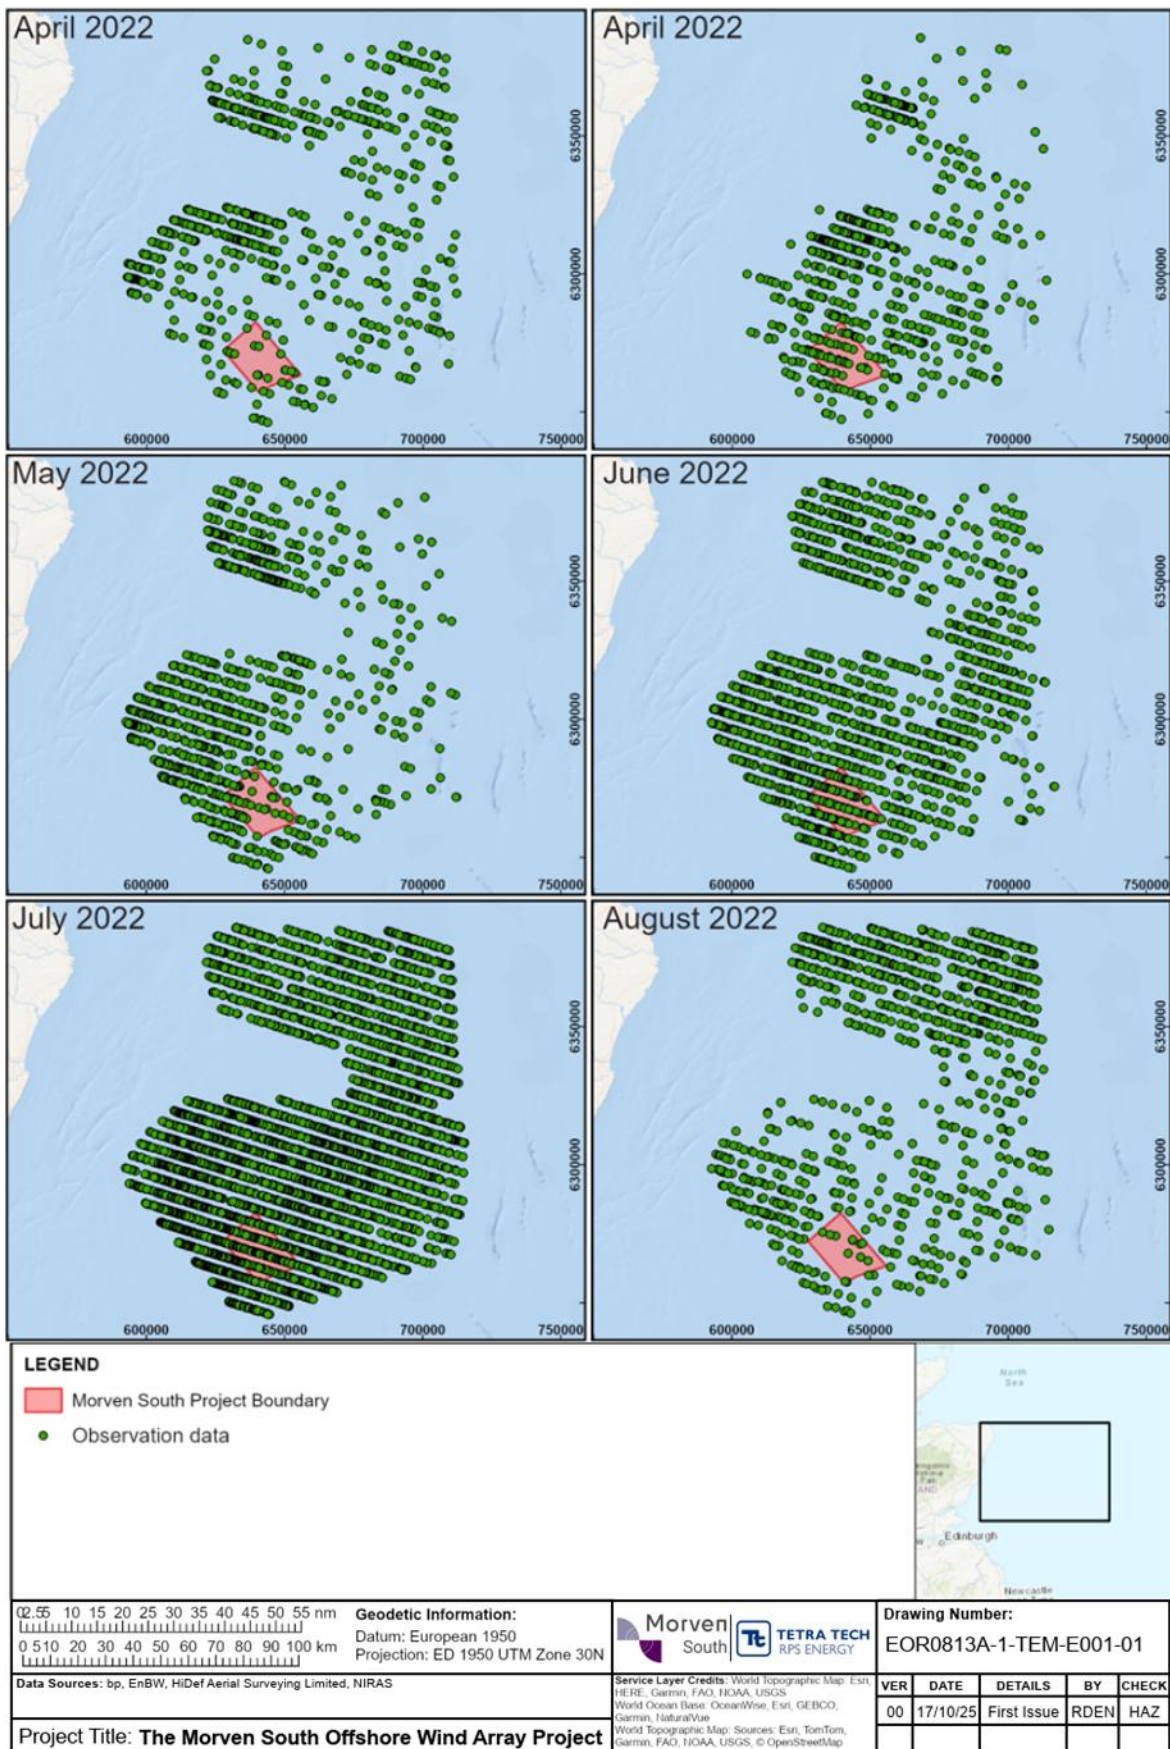 April 2022
6350000
6300000
600000 650000 700000 750000
April 2022
6350000
6300000
600000 650000 700000 750000
May 2022
6350000
6300000
600000 650000 700000 750000
June 2022
6350000
6300000
600000 650000 700000 750000
July 2022
6350000
6300000
600000 650000 700000 750000
August 2022
6350000
6300000
600000 650000 700000 750000
LEGEND
Morven South Project Boundary
Observation data
North
Sea
Edinburgh
Newcastle
0 2.5 5 10 15 20 25 30 35 40 45 50 55 nm
0 5 10 20 30 40 50 60 70 80 90 100 km
Geodetic Information:
Datum: European 1950
Projection: ED 1950 UTM Zone 30N
Data Sources: bp, EnBW, HiDef Aerial Surveying Limited, NIRAS
Project Title: The Morven South Offshore Wind Array Project
Morven
South
Tt
TETRA TECH
RPS ENERGY
Service Layer Credits: World Topographic Map: Esri,
HERE, Garmin, FAO, NOAA, USGS
World Ocean Base: OceanWise, Esri, GEBCO,
Garmin, NaturalVue
World Topographic Map: Sources: Esri, TomTom,
Garmin, FAO, NOAA, USGS, © OpenStreetMap
Drawing Number:
EOR0813A-1-TEM-E001-01
VER DATE DETAILS BY CHECK
00 17/10/25 First Issue RDEN HAZ